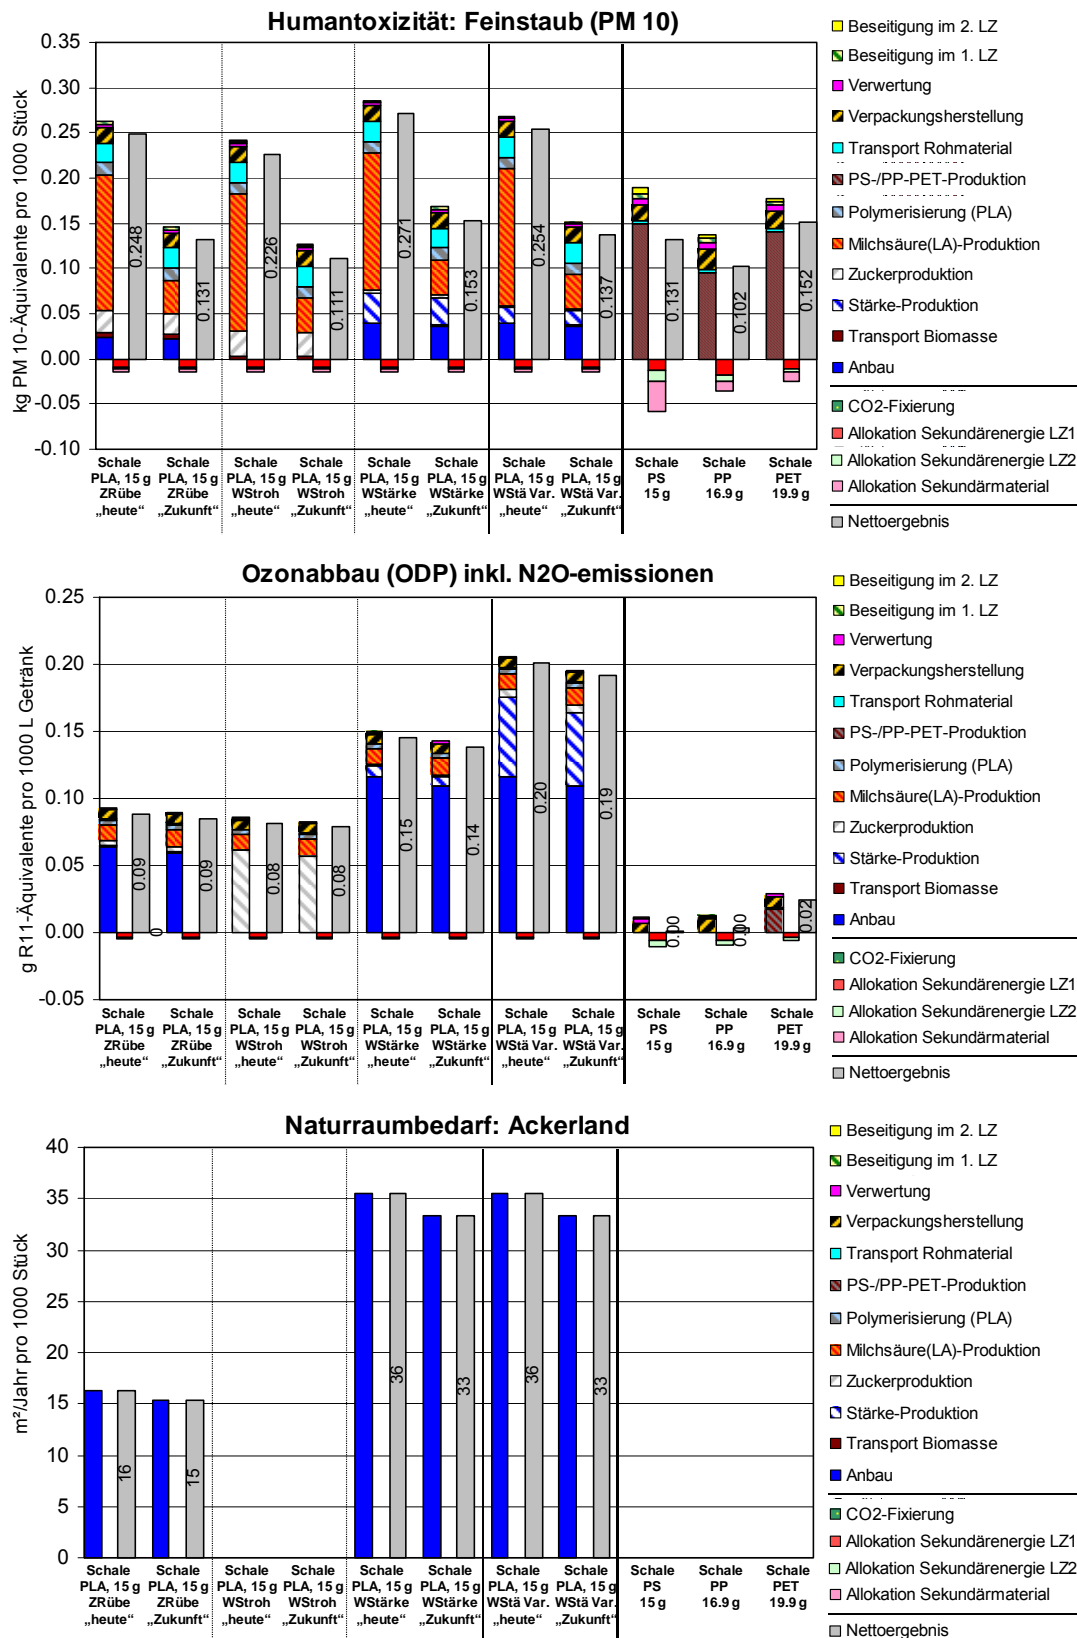 Humantoxizität: Feinstaub (PM 10)
kg PM 10-Äquivalente pro 1000 Stück
0.35
0.30
0.25
0.20
0.15
0.10
0.05
0.00
-0.05
-0.10
0.248
0.131
0.226
0.111
0.271
0.153
0.254
0.137
0.131
0.102
0.152
Schale PLA, 15 g ZRübe „heute“
Schale PLA, 15 g ZRübe „Zukunft“
Schale PLA, 15 g WStroh „heute“
Schale PLA, 15 g WStroh „Zukunft“
Schale PLA, 15 g WStärke „heute“
Schale PLA, 15 g WStärke „Zukunft“
Schale PLA, 15 g WStä Var. „heute“
Schale PLA, 15 g WStä Var. „Zukunft“
Schale PS 15 g
Schale PP 16.9 g
Schale PET 19.9 g
Beseitigung im 2. LZ
Beseitigung im 1. LZ
Verwertung
Verpackungsherstellung
Transport Rohmaterial
PS-/PP-PET-Produktion
Polymerisierung (PLA)
Milchsäure(LA)-Produktion
Zuckerproduktion
Stärke-Produktion
Transport Biomasse
Anbau
CO2-Fixierung
Allokation Sekundärenergie LZ1
Allokation Sekundärenergie LZ2
Allokation Sekundärmaterial
Nettoergebnis
Ozonabbau (ODP) inkl. N2O-emissionen
g R11-Äquivalente pro 1000 L Getränk
0.25
0.20
0.15
0.10
0.05
0.00
-0.05
0.09
0
0.09
0.08
0.08
0.15
0.14
0.20
0.19
0.00
0.00
0.02
Schale PLA, 15 g ZRübe „heute“
Schale PLA, 15 g ZRübe „Zukunft“
Schale PLA, 15 g WStroh „heute“
Schale PLA, 15 g WStroh „Zukunft“
Schale PLA, 15 g WStärke „heute“
Schale PLA, 15 g WStärke „Zukunft“
Schale PLA, 15 g WStä Var. „heute“
Schale PLA, 15 g WStä Var. „Zukunft“
Schale PS 15 g
Schale PP 16.9 g
Schale PET 19.9 g
Beseitigung im 2. LZ
Beseitigung im 1. LZ
Verwertung
Verpackungsherstellung
Transport Rohmaterial
PS-/PP-PET-Produktion
Polymerisierung (PLA)
Milchsäure(LA)-Produktion
Zuckerproduktion
Stärke-Produktion
Transport Biomasse
Anbau
CO2-Fixierung
Allokation Sekundärenergie LZ1
Allokation Sekundärenergie LZ2
Allokation Sekundärmaterial
Nettoergebnis
Naturraumbedarf: Ackerland
m²/Jahr pro 1000 Stück
40
35
30
25
20
15
10
5
0
16
15
36
33
36
33
Schale PLA, 15 g ZRübe „heute“
Schale PLA, 15 g ZRübe „Zukunft“
Schale PLA, 15 g WStroh „heute“
Schale PLA, 15 g WStroh „Zukunft“
Schale PLA, 15 g WStärke „heute“
Schale PLA, 15 g WStärke „Zukunft“
Schale PLA, 15 g WStä Var. „heute“
Schale PLA, 15 g WStä Var. „Zukunft“
Schale PS 15 g
Schale PP 16.9 g
Schale PET 19.9 g
Beseitigung im 2. LZ
Beseitigung im 1. LZ
Verwertung
Verpackungsherstellung
Transport Rohmaterial
PS-/PP-PET-Produktion
Polymerisierung (PLA)
Milchsäure(LA)-Produktion
Zuckerproduktion
Stärke-Produktion
Transport Biomasse
Anbau
CO2-Fixierung
Allokation Sekundärenergie LZ1
Allokation Sekundärenergie LZ2
Allokation Sekundärmaterial
Nettoergebnis